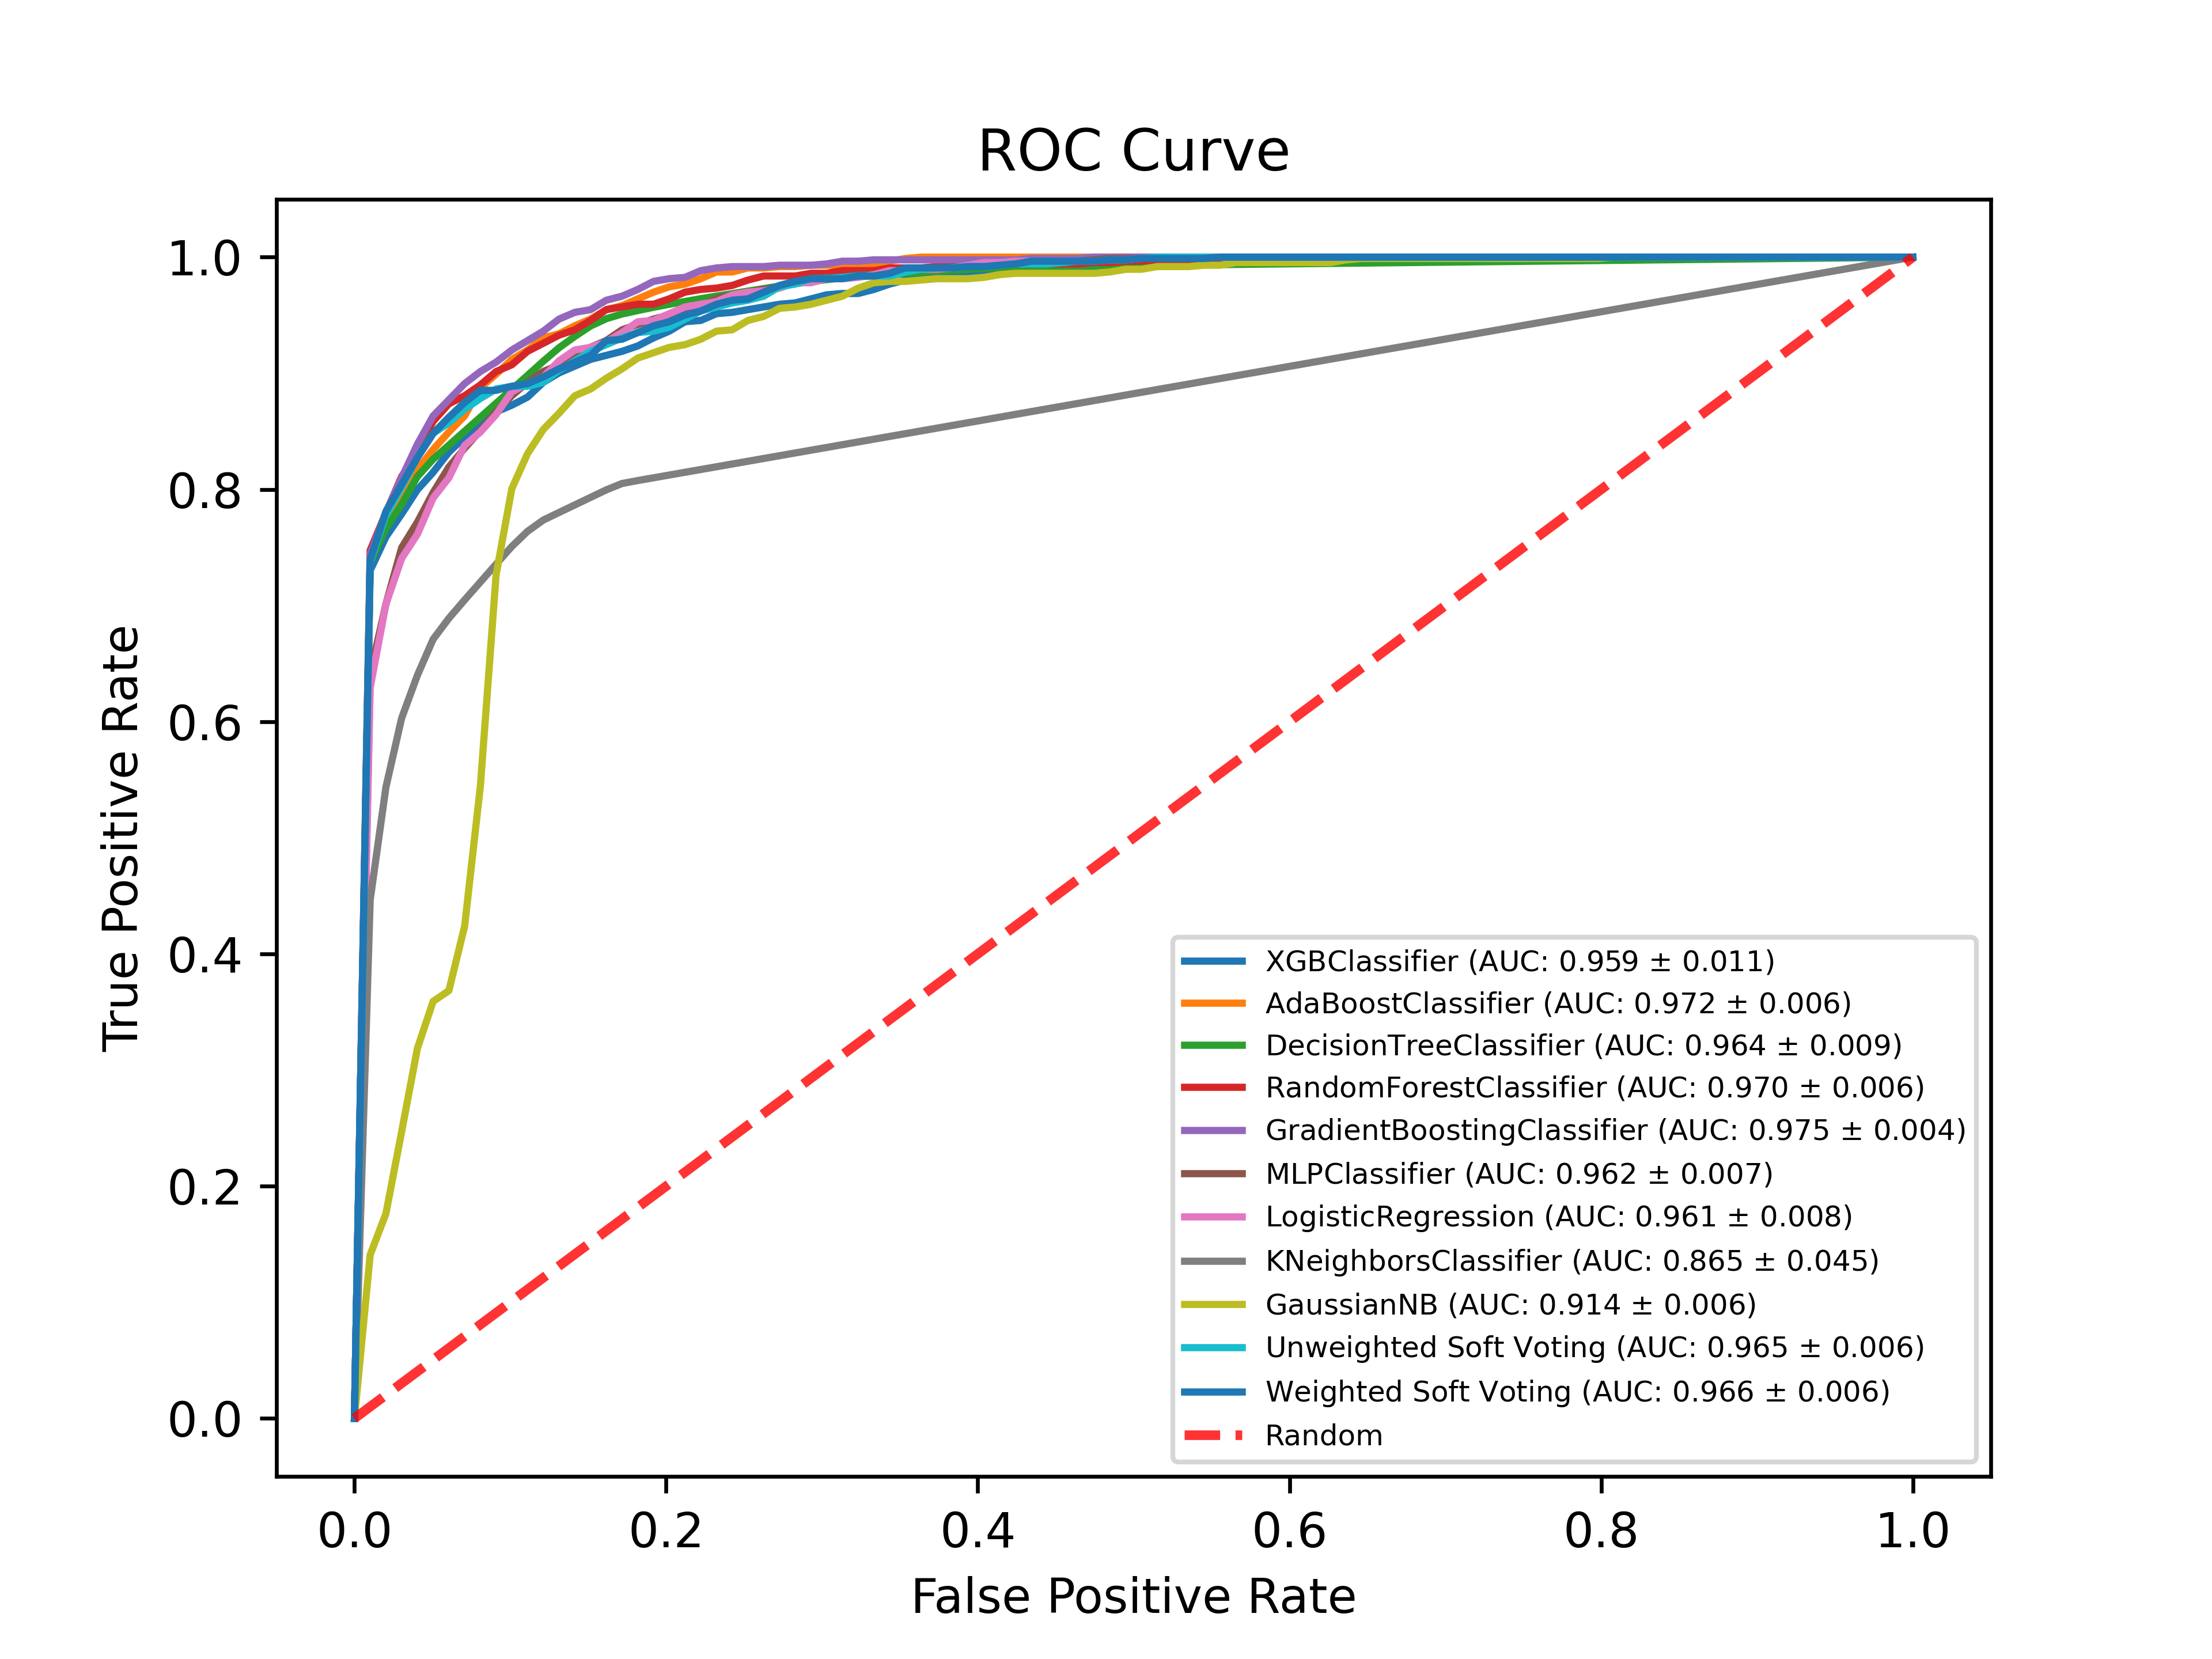 ROC Curve
True Positive Rate
1.0
0.8
0.6
0.4
0.2
0.0
XGBClassifier (AUC: 0.959 ± 0.011)
AdaBoostClassifier (AUC: 0.972 ± 0.006)
DecisionTreeClassifier (AUC: 0.964 ± 0.009)
RandomForestClassifier (AUC: 0.970 ± 0.006)
GradientBoostingClassifier (AUC: 0.975 ± 0.004)
MLPClassifier (AUC: 0.962 ± 0.007)
LogisticRegression (AUC: 0.961 ± 0.008)
KNeighborsClassifier (AUC: 0.865 ± 0.045)
GaussianNB (AUC: 0.914 ± 0.006)
Unweighted Soft Voting (AUC: 0.965 ± 0.006)
Weighted Soft Voting (AUC: 0.966 ± 0.006)
Random
0.0 0.2 0.4 0.6 0.8 1.0
False Positive Rate